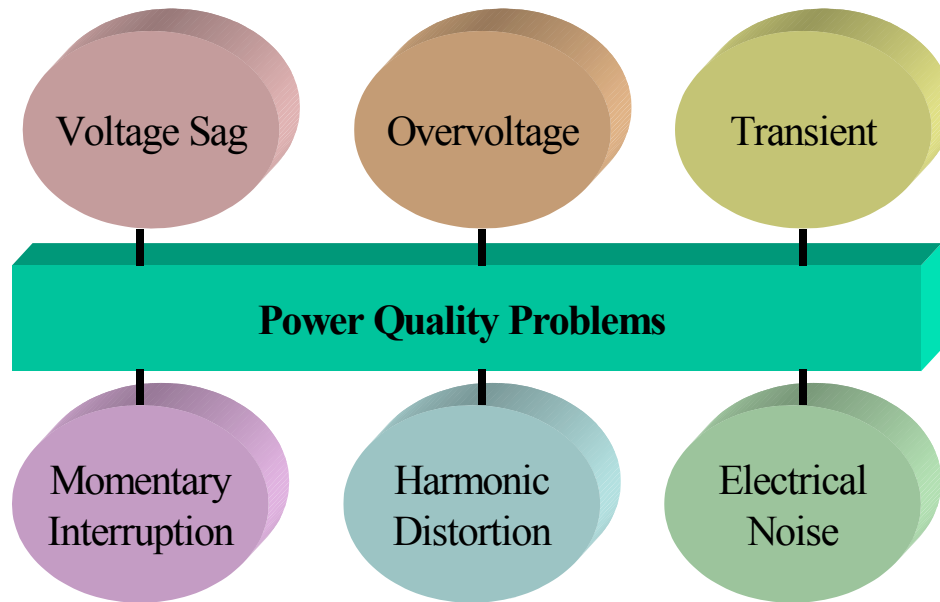 Voltage Sag
Overvoltage
Transient
Power Quality Problems
Momentary
Interruption
Harmonic
Distortion
Electrical
Noise